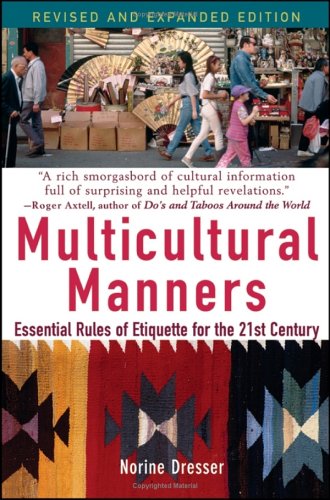 REVISED AND EXPANDED EDITION
“A rich smorgasbord of cultural information
full of surprising and helpful revelations.”
–Roger Axtell, author of Do's and Taboos Around the World
Multicultural
Manners
Essential Rules of Etiquette for the 21st Century
Norine Dresser